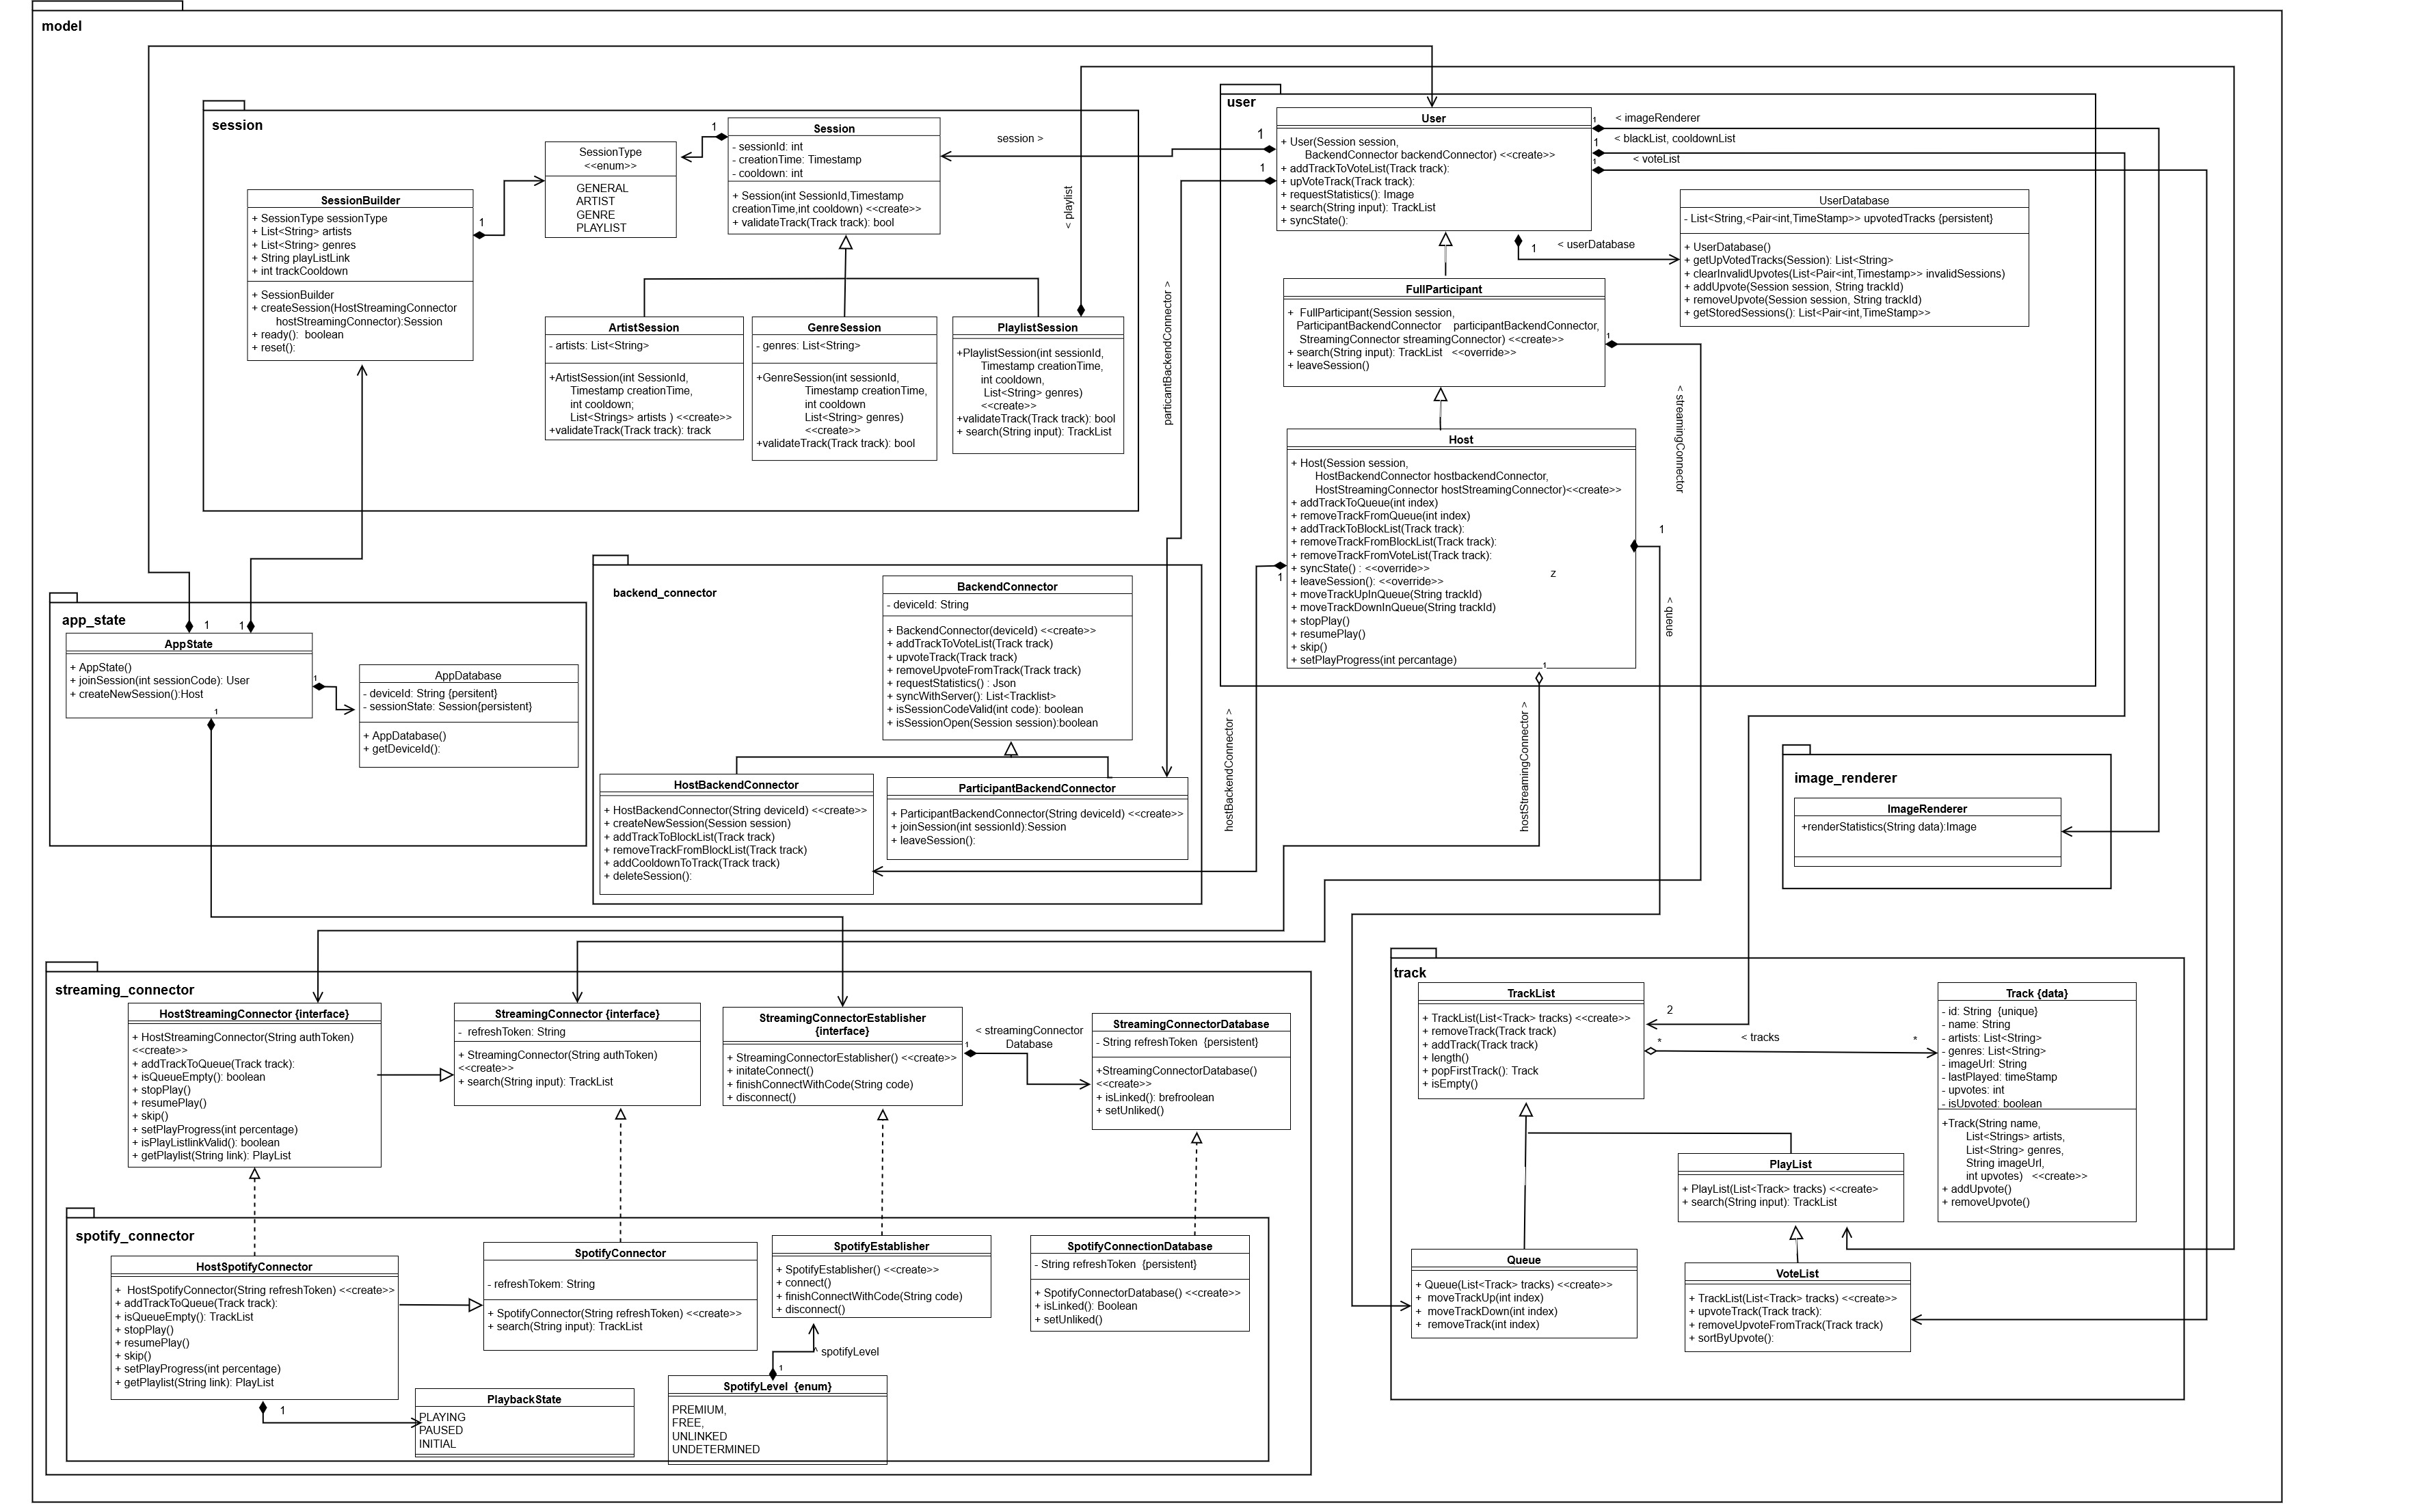 model
session
SessionType
<<enum>>
GENERAL
ARTIST
GENRE
PLAYLIST
1
Session
- sessionId: int
- creationTime: Timestamp
- cooldown: int
+ Session(int SessionId,Timestamp
creationTime,int cooldown) <<create>>
+ validateTrack(Track track): bool
session >
SessionBuilder
+ SessionType sessionType
+ List<String> artists
+ List<String> genres
+ String playListLink
+ int trackCooldown
+ SessionBuilder
+ createSession(HostStreamingConnector
hostStreamingConnector):Session
+ ready(): boolean
+ reset():
1
ArtistSession
- artists: List<String>
+ArtistSession(int SessionId,
Timestamp creationTime,
int cooldown;
List<Strings> artists ) <<create>>
+validateTrack(Track track): track
GenreSession
- genres: List<String>
+GenreSession(int sessionId,
Timestamp creationTime,
int cooldown
List<String> genres)
<<create>>
+validateTrack(Track track): bool
PlaylistSession
+PlaylistSession(int sessionId,
Timestamp creationTime,
int cooldown,
List<String> genres)
<<create>>
+validateTrack(Track track): bool
+ search(String input): TrackList
< playlist
particantBackendConnector >
user
User
+ User(Session session,
BackendConnector backendConnector) <<create>>
+ addTrackToVoteList(Track track):
+ upVoteTrack(Track track):
+ requestStatistics(): Image
+ search(String input): TrackList
+ syncState():
1
1
1
< imageRenderer
1
< blackList, cooldownList
1
< voteList
1
< userDatabase
UserDatabase
- List<String,<Pair<int,TimeStamp>> upvotedTracks {persistent}
+ UserDatabase()
+ getUpVotedTracks(Session): List<String>
+ clearInvalidUpvotes(List<Pair<int,Timestamp>> invalidSessions)
+ addUpvote(Session session, String trackId)
+ removeUpvote(Session session, String trackId)
+ getStoredSessions(): List<Pair<int,TimeStamp>>
FullParticipant
+  FullParticipant(Session session,
ParticipantBackendConnector    participantBackendConnector,
StreamingConnector streamingConnector) <<create>>
+ search(String input): TrackList   <<override>>
+ leaveSession()
1
< streamingConnector
Host
+ Host(Session session,
HostBackendConnector hostbackendConnector,
HostStreamingConnector hostStreamingConnector)<<create>>
+ addTrackToQueue(int index)
+ removeTrackFromQueue(int index)
+ addTrackToBlockList(Track track):
+ removeTrackFromBlockList(Track track):
+ removeTrackFromVoteList(Track track):
+ syncState() : <<override>>
+ leaveSession(): <<override>>
+ moveTrackUpInQueue(String trackId)
+ moveTrackDownInQueue(String trackId)
+ stopPlay()
+ resumePlay()
+ skip()
+ setPlayProgress(int percantage)
z
1
1
1
< queue
hostBackendConnector >
hostStreamingConnector >
app_state
1
1
AppState
+ AppState()
+ joinSession(int sessionCode): User
+ createNewSession():Host
1
1
AppDatabase
- deviceId: String {persitent}
- sessionState: Session{persistent}
+ AppDatabase()
+ getDeviceId():
backend_connector
BackendConnector
- deviceId: String
+ BackendConnector(deviceId) <<create>>
+ addTrackToVoteList(Track track)
+ upvoteTrack(Track track)
+ removeUpvoteFromTrack(Track track)
+ requestStatistics() : Json
+ syncWithServer(): List<Tracklist>
+ isSessionCodeValid(int code): boolean
+ isSessionOpen(Session session):boolean
HostBackendConnector
+ HostBackendConnector(String deviceId) <<create>>
+ createNewSession(Session session)
+ addTrackToBlockList(Track track)
+ removeTrackFromBlockList(Track track)
+ addCooldownToTrack(Track track)
+ deleteSession():
ParticipantBackendConnector
+ ParticipantBackendConnector(String deviceId) <<create>>
+ joinSession(int sessionId):Session
+ leaveSession():
image_renderer
ImageRenderer
+renderStatistics(String data):Image
streaming_connector
HostStreamingConnector {interface}
+ HostStreamingConnector(String authToken)
<<create>>
+ addTrackToQueue(Track track):
+ isQueueEmpty(): boolean
+ stopPlay()
+ resumePlay()
+ skip()
+ setPlayProgress(int percentage)
+ isPlayListlinkValid(): boolean
+ getPlaylist(String link): PlayList
StreamingConnector {interface}
-  refreshToken: String
+ StreamingConnector(String authToken)
<<create>>
+ search(String input): TrackList
StreamingConnectorEstablisher
{interface}
+ StreamingConnectorEstablisher() <<create>>
+ initateConnect()
+ finishConnectWithCode(String code)
+ disconnect()
< streamingConnector
Database
1
StreamingConnectorDatabase
- String refreshToken  {persistent}
+StreamingConnectorDatabase()
<<create>>
+ isLinked(): brefroolean
+ setUnliked()
spotify_connector
HostSpotifyConnector
+  HostSpotifyConnector(String refreshToken) <<create>>
+ addTrackToQueue(Track track):
+ isQueueEmpty(): TrackList
+ stopPlay()
+ resumePlay()
+ skip()
+ setPlayProgress(int percentage)
+ getPlaylist(String link): PlayList
1
SpotifyConnector
- refreshTokem: String
+ SpotifyConnector(String refreshToken) <<create>>
+ search(String input): TrackList
SpotifyEstablisher
+ SpotifyEstablisher() <<create>>
+ connect()
+ finishConnectWithCode(String code)
+ disconnect()
^ spotifyLevel
1
SpotifyConnectionDatabase
- String refreshToken  {persistent}
+ SpotifyConnectorDatabase() <<create>>
+ isLinked(): Boolean
+ setUnliked()
PlaybackState
PLAYING
PAUSED
INITIAL
SpotifyLevel  {enum}
PREMIUM,
FREE,
UNLINKED
UNDETERMINED
track
TrackList
+ TrackList(List<Track> tracks) <<create>>
+ removeTrack(Track track)
+ addTrack(Track track)
+ length()
+ popFirstTrack(): Track
+ isEmpty()
2
*
< tracks
*
Track {data}
- id: String  {unique}
- name: String
- artists: List<String>
- genres: List<String>
- imageUrl: String
- lastPlayed: timeStamp
- upvotes: int
- isUpvoted: boolean
+Track(String name,
List<Strings> artists,
List<String> genres,
String imageUrl,
int upvotes)   <<create>>
+ addUpvote()
+ removeUpvote()
PlayList
+ PlayList(List<Track> tracks) <<create>
+ search(String input): TrackList
Queue
+ Queue(List<Track> tracks) <<create>>
+  moveTrackUp(int index)
+  moveTrackDown(int index)
+  removeTrack(int index)
VoteList
+ TrackList(List<Track> tracks) <<create>>
+ upvoteTrack(Track track):
+ removeUpvoteFromTrack(Track track)
+ sortByUpvote():